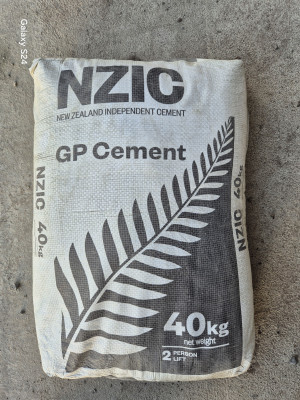 Galaxy S24
NZIC
NEW ZEALAND INDEPENDENT CEMENT
GP Cement
NZIC 40kg
NZIC 40kg
40kg
net weight
2 PERSON
LIFT